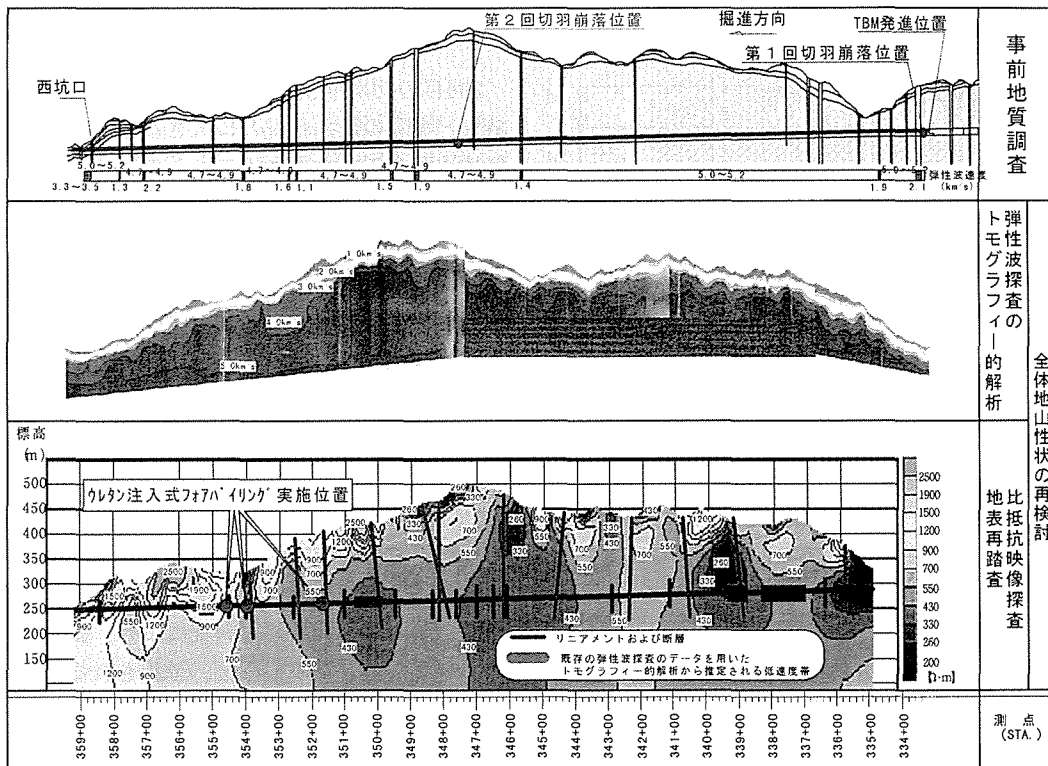 第2回切羽崩落位置
掘進方向
TBM発進位置
第1回切羽崩落位置
西坑口
事前地質調査
5.0~5.2
4.7~4.9
4.7~4.9
4.7~4.9
4.7~4.9
5.0~5.2
弾性波速度
(km/s)
3.3~3.5
1.3
2.2
1.8
1.6
1.1
1.5
1.9
1.4
1.9
2.1
弾性波探査の
トモグラフィー的解析
1.0km s
2.0km s
3.0km s
4.0km s
5.0km s
全体地山性状の再検討
比抵抗映像探査
地表再踏査
標高
(m)
500
450
400
350
300
250
200
150
ウレタン注入式フォアパイリング実施位置
リニアメントおよび断層
既存の弾性波探査のデータを用いた
トモグラフィー的解析から推定される低速度帯
2500
1900
1500
1200
900
700
550
430
330
260
200
[Ω·m]
359+00
358+00
357+00
356+00
355+00
354+00
353+00
352+00
351+00
350+00
349+00
348+00
347+00
346+00
345+00
344+00
343+00
342+00
341+00
340+00
339+00
338+00
337+00
336+00
335+00
334+00
測点
(STA.)